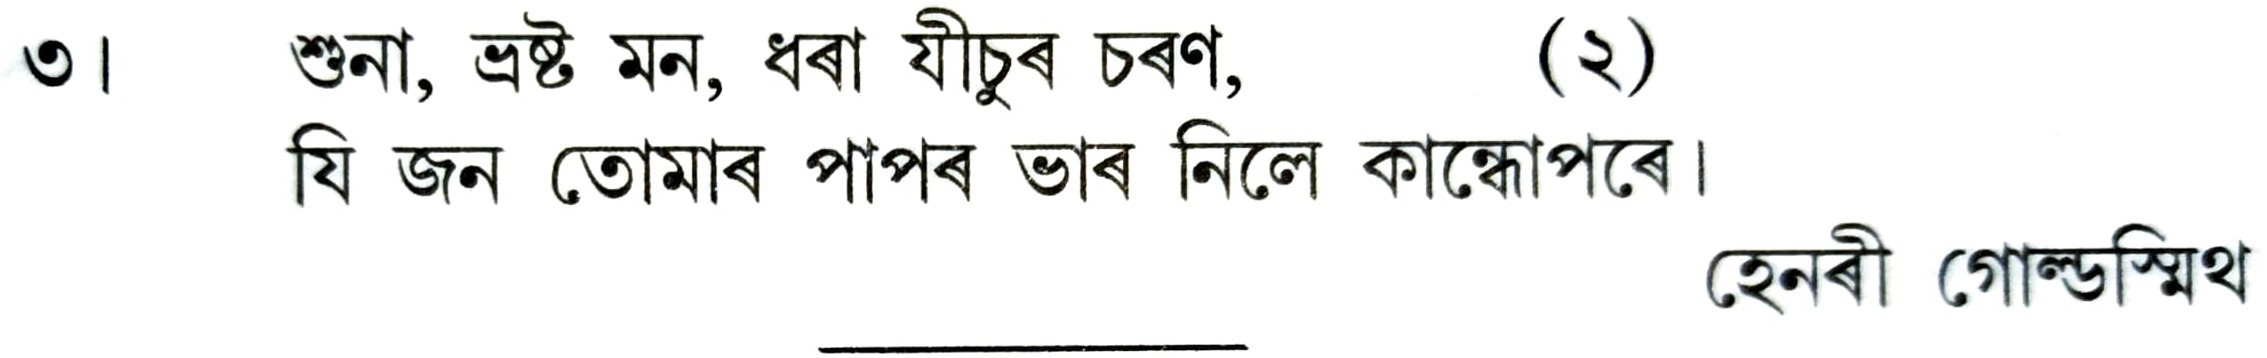 ৩। শুনা, ভ্ৰষ্ট মন, ধৰা যীচুৰ চৰণ, (২)
যি জন তোমাৰ পাপৰ ভাৰ নিলে কান্ধোপৰে।
হেনৰী গোল্ডস্মিথ